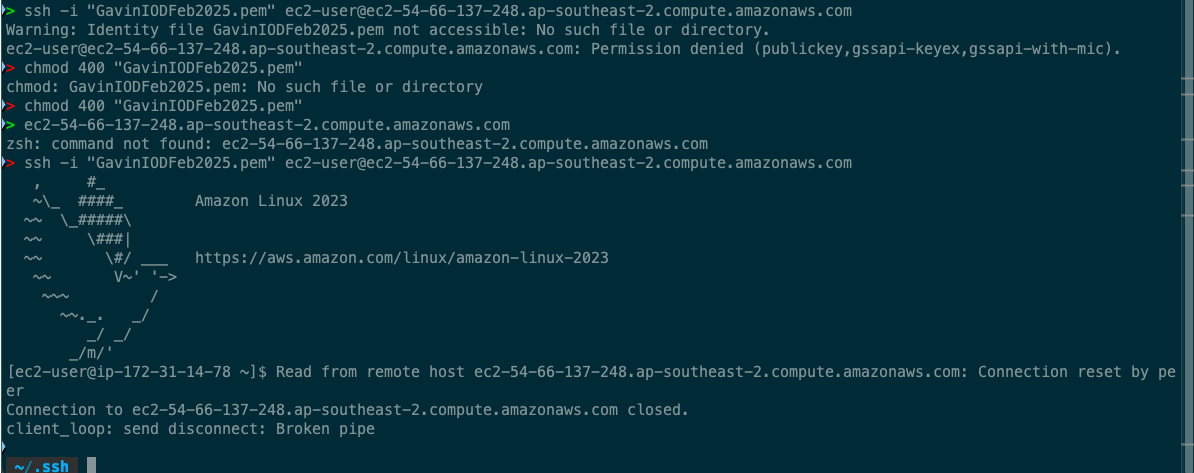 > ssh -i "GavinIODFeb2025.pem" ec2-user@ec2-54-66-137-248.ap-southeast-2.compute.amazonaws.com
Warning: Identity file GavinIODFeb2025.pem not accessible: No such file or directory.
ec2-user@ec2-54-66-137-248.ap-southeast-2.compute.amazonaws.com: Permission denied (publickey,gssapi-keyex,gssapi-with-mic).
> chmod 400 "GavinIODFeb2025.pem"
chmod: GavinIODFeb2025.pem: No such file or directory
> chmod 400 "GavinIODFeb2025.pem"
> ec2-54-66-137-248.ap-southeast-2.compute.amazonaws.com
zsh: command not found: ec2-54-66-137-248.ap-southeast-2.compute.amazonaws.com
> ssh -i "GavinIODFeb2025.pem" ec2-user@ec2-54-66-137-248.ap-southeast-2.compute.amazonaws.com
   ,     #_
   ~\_  ####_        Amazon Linux 2023
  ~~  \_#####\
  ~~     \###|
  ~~       \#/ ___   https://aws.amazon.com/linux/amazon-linux-2023
   ~~       V~' '->
    ~~~         /
      ~~._.   _/
         _/ _/
       _/m/'
[ec2-user@ip-172-31-14-78 ~]$ Read from remote host ec2-54-66-137-248.ap-southeast-2.compute.amazonaws.com: Connection reset by pe
er
Connection to ec2-54-66-137-248.ap-southeast-2.compute.amazonaws.com closed.
client_loop: send disconnect: Broken pipe
~/.ssh